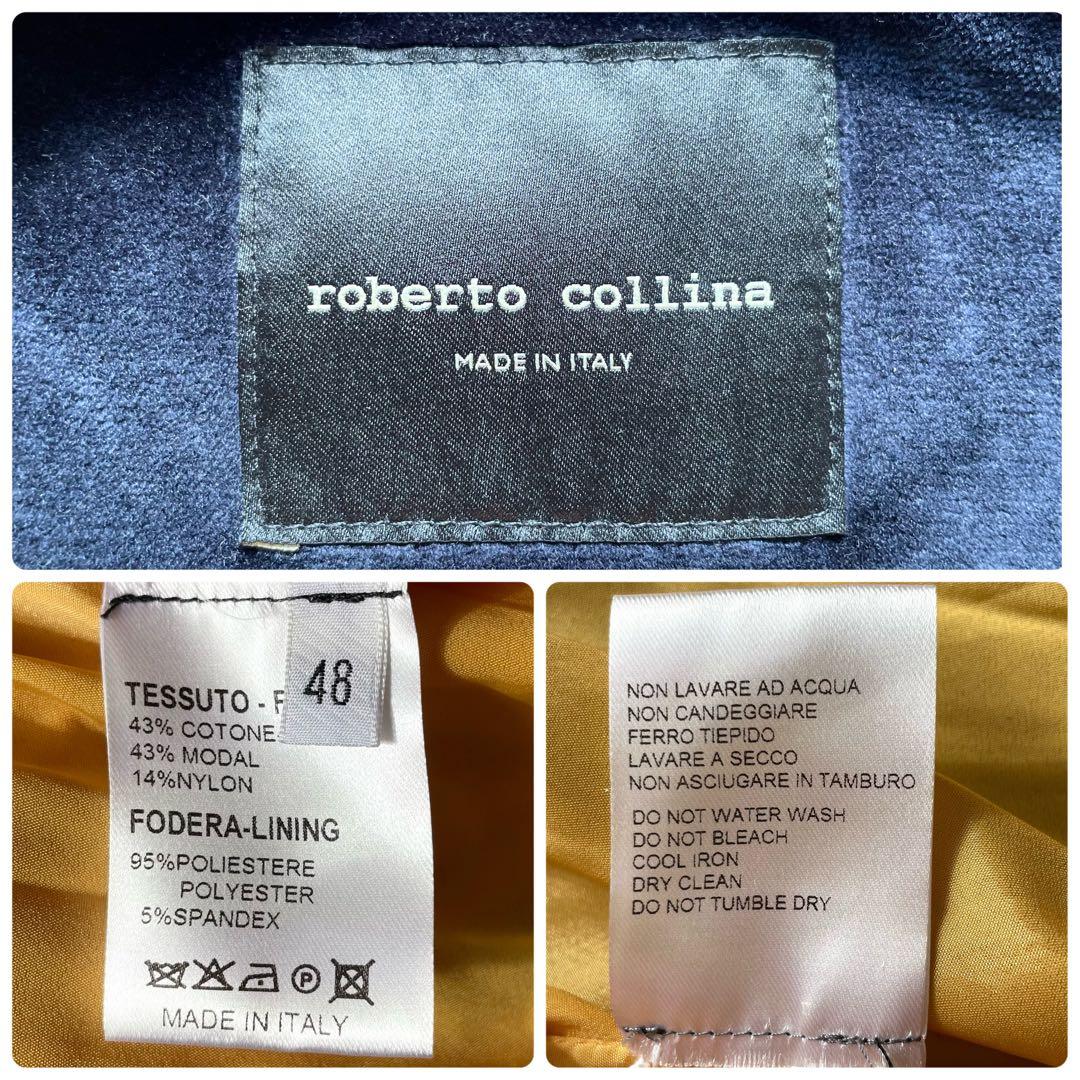 roberto collina
MADE IN ITALY
48
TESSUTO -
43% COTONE
43% MODAL
14%NYLON
FODERA-LINING
95%POLIESTERE
POLYESTER
5%SPANDEX
P
MADE IN ITALY
NON LAVARE AD ACQUA
NON CANDEGGIARE
FERRO TIEPIDO
LAVARE A SECCO
NON ASCIUGARE IN TAMBURO
DO NOT WATER WASH
DO NOT BLEACH
COOL IRON
DRY CLEAN
DO NOT TUMBLE DRY